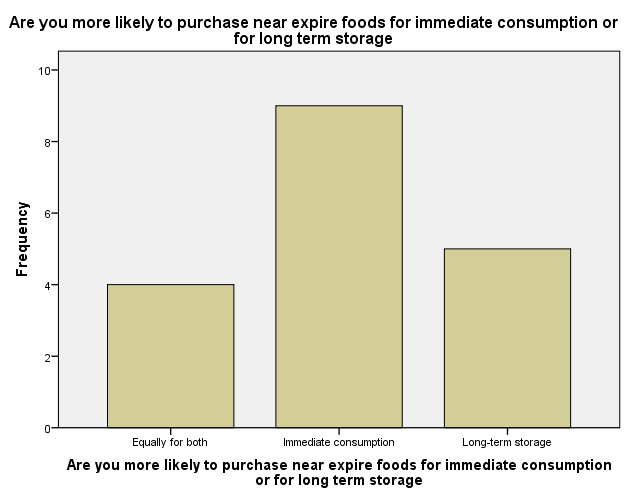 Are you more likely to purchase near expire foods for immediate consumption or
for long term storage
10
8
6
4
2
0
Frequency
Equally for both
Immediate consumption
Long-term storage
Are you more likely to purchase near expire foods for immediate consumption
or for long term storage